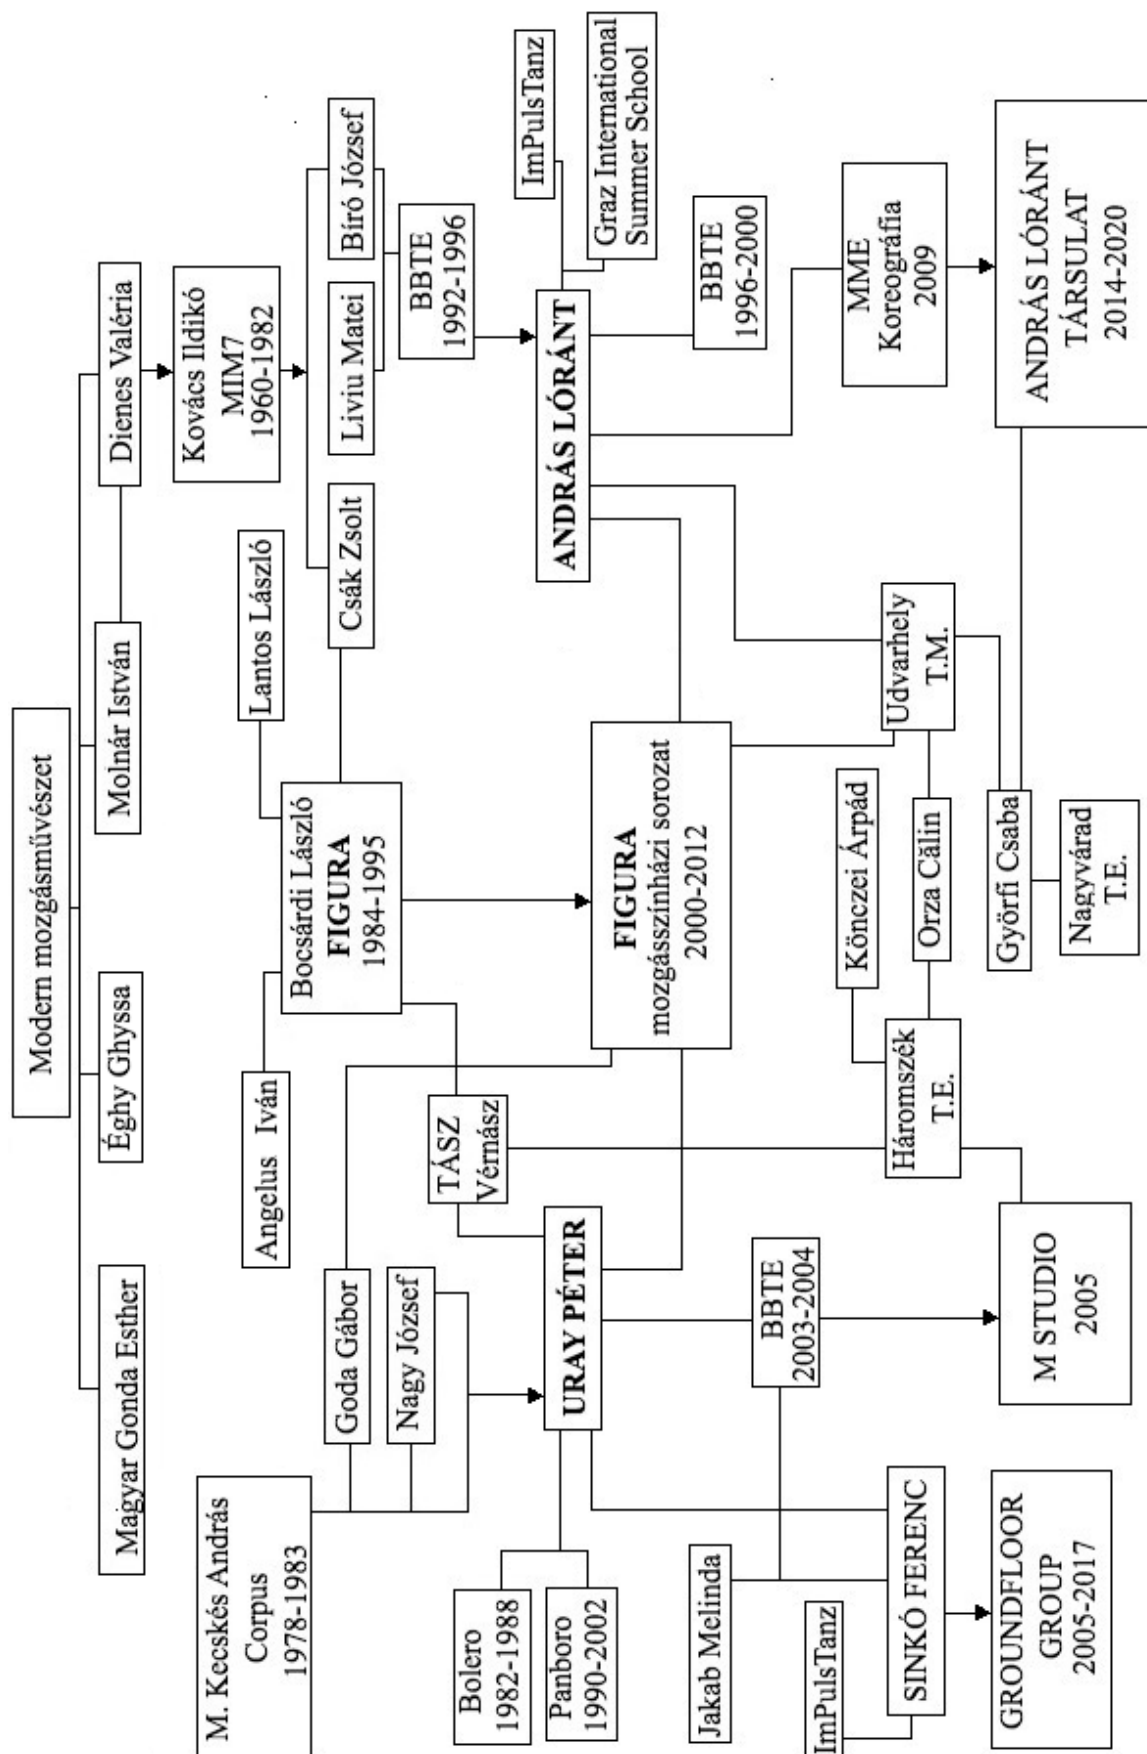 Modern mozgásművészet
Magyar Gonda Esther
Éghy Ghyssa
Molnár István
Dienes Valéria
Kovács Ildikó
MIM7
1960-1982
M. Kecskés András
Corpus
1978-1983
Angelus Iván
Lantos László
Bocsárdi László
FIGURA
1984-1995
Goda Gábor
Nagy József
Csák Zsolt
Liviu Matei
Bíró József
BBTE
1992-1996
TÁSZ
Vérnász
Bolero
1982-1988
Panboro
1990-2002
URAY PÉTER
FIGURA
mozgásszínházi sorozat
2000-2012
ANDRÁS LÓRÁNT
ImPulsTanz
Graz International
Summer School
Jakab Melinda
BBTE
2003-2004
BBTE
1996-2000
ImPulsTanz
SINKÓ FERENC
Háromszék
T.E.
Könczei Árpád
Orza Călin
Udvarhely
T.M.
MME
Koreográfia
2009
GROUNDFLOOR
GROUP
2005-2017
M STUDIO
2005
Györfi Csaba
Nagyvárad
T.E.
ANDRÁS LÓRÁNT
TÁRSULAT
2014-2020